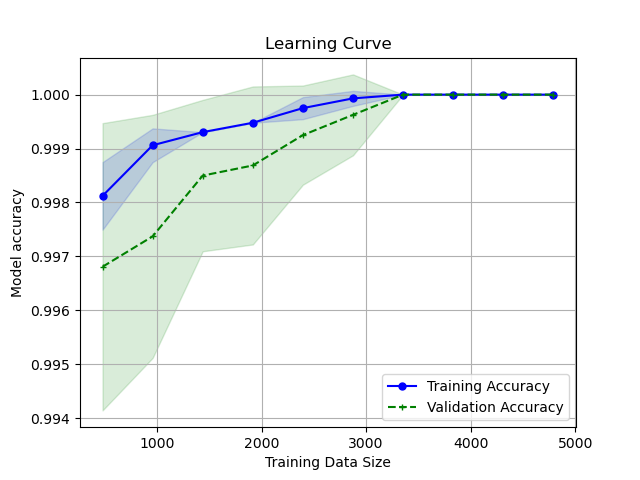 Learning Curve
1.000
0.999
0.998
0.997
0.996
0.995
0.994
Model accuracy
Training Accuracy
Validation Accuracy
1000 2000 3000 4000 5000
Training Data Size